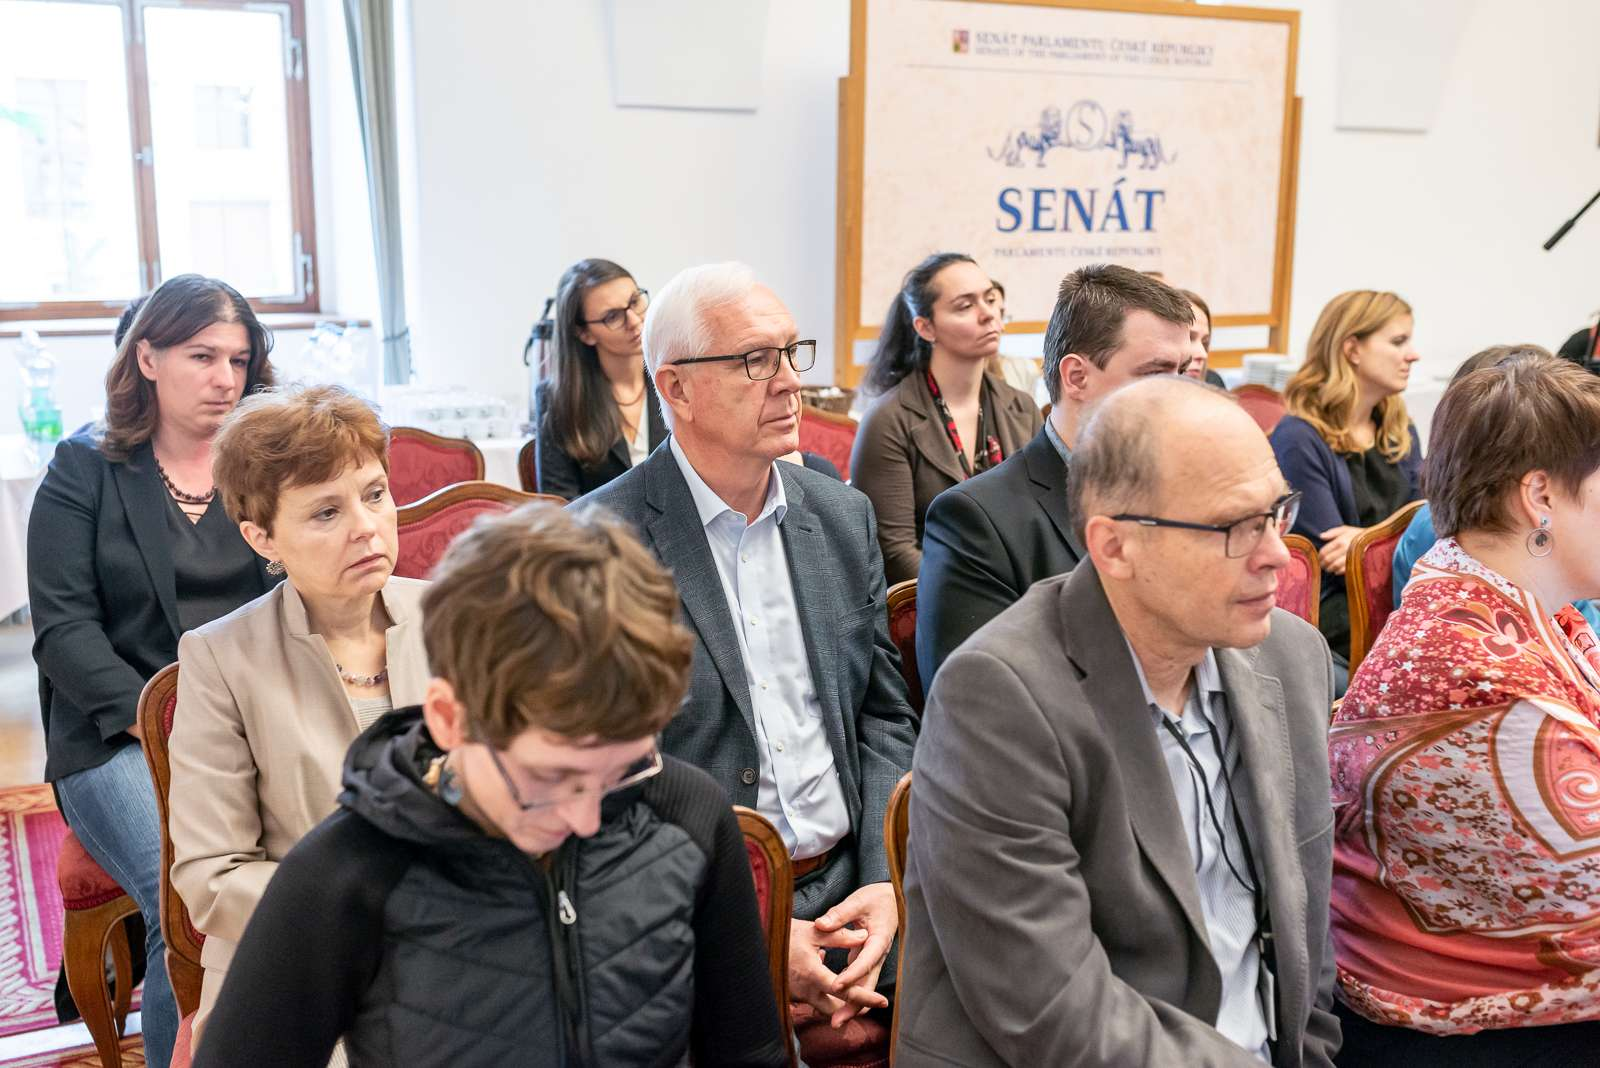 SENÁT PARLAMENTU ČESKÉ REPUBLIKY
SENATE OF THE PARLIAMENT OF THE CZECH REPUBLIC
S
SENÁT
PARLAMENTU ČESKÉ REPUBLIKY